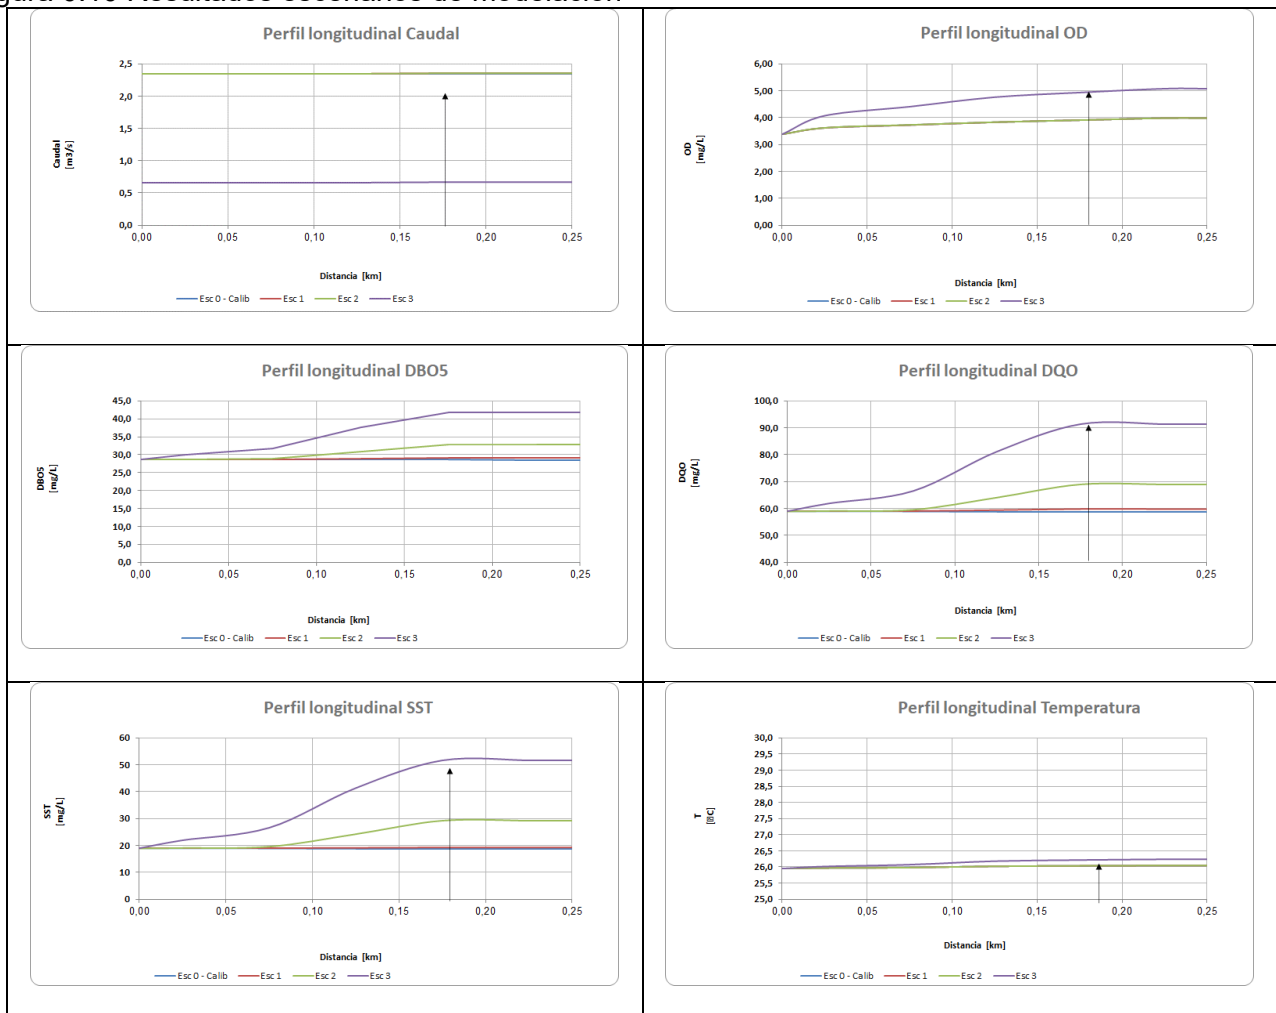 Resultados escenarios de modelación
Perfil longitudinal Caudal
Caudal
[m3/s]
2,5
2,0
1,5
1,0
0,5
0,0
0,00 0,05 0,10 0,15 0,20 0,25
Distancia [km]
Esc 0 - Calib Esc 1 Esc 2 Esc 3
Perfil longitudinal OD
OD
[mg/L]
6,00
5,00
4,00
3,00
2,00
1,00
0,00
0,00 0,05 0,10 0,15 0,20 0,25
Distancia [km]
Esc 0 - Calib Esc 1 Esc 2 Esc 3
Perfil longitudinal DBO5
DBO5
[mg/L]
45,0
40,0
35,0
30,0
25,0
20,0
15,0
10,0
5,0
0,0
0,00 0,05 0,10 0,15 0,20 0,25
Distancia [km]
Esc 0 - Calib Esc 1 Esc 2 Esc 3
Perfil longitudinal DQO
DQO
[mg/L]
100,0
90,0
80,0
70,0
60,0
50,0
40,0
0,00 0,05 0,10 0,15 0,20 0,25
Distancia [km]
Esc 0 - Calib Esc 1 Esc 2 Esc 3
Perfil longitudinal SST
SST
[mg/L]
60
50
40
30
20
10
0
0,00 0,05 0,10 0,15 0,20 0,25
Distancia [km]
Esc 0 - Calib Esc 1 Esc 2 Esc 3
Perfil longitudinal Temperatura
T
30,0
29,5
29,0
28,5
28,0
27,5
27,0
26,5
26,0
25,5
25,0
0,00 0,05 0,10 0,15 0,20 0,25
Distancia [km]
Esc 0 - Calib Esc 1 Esc 2 Esc 3